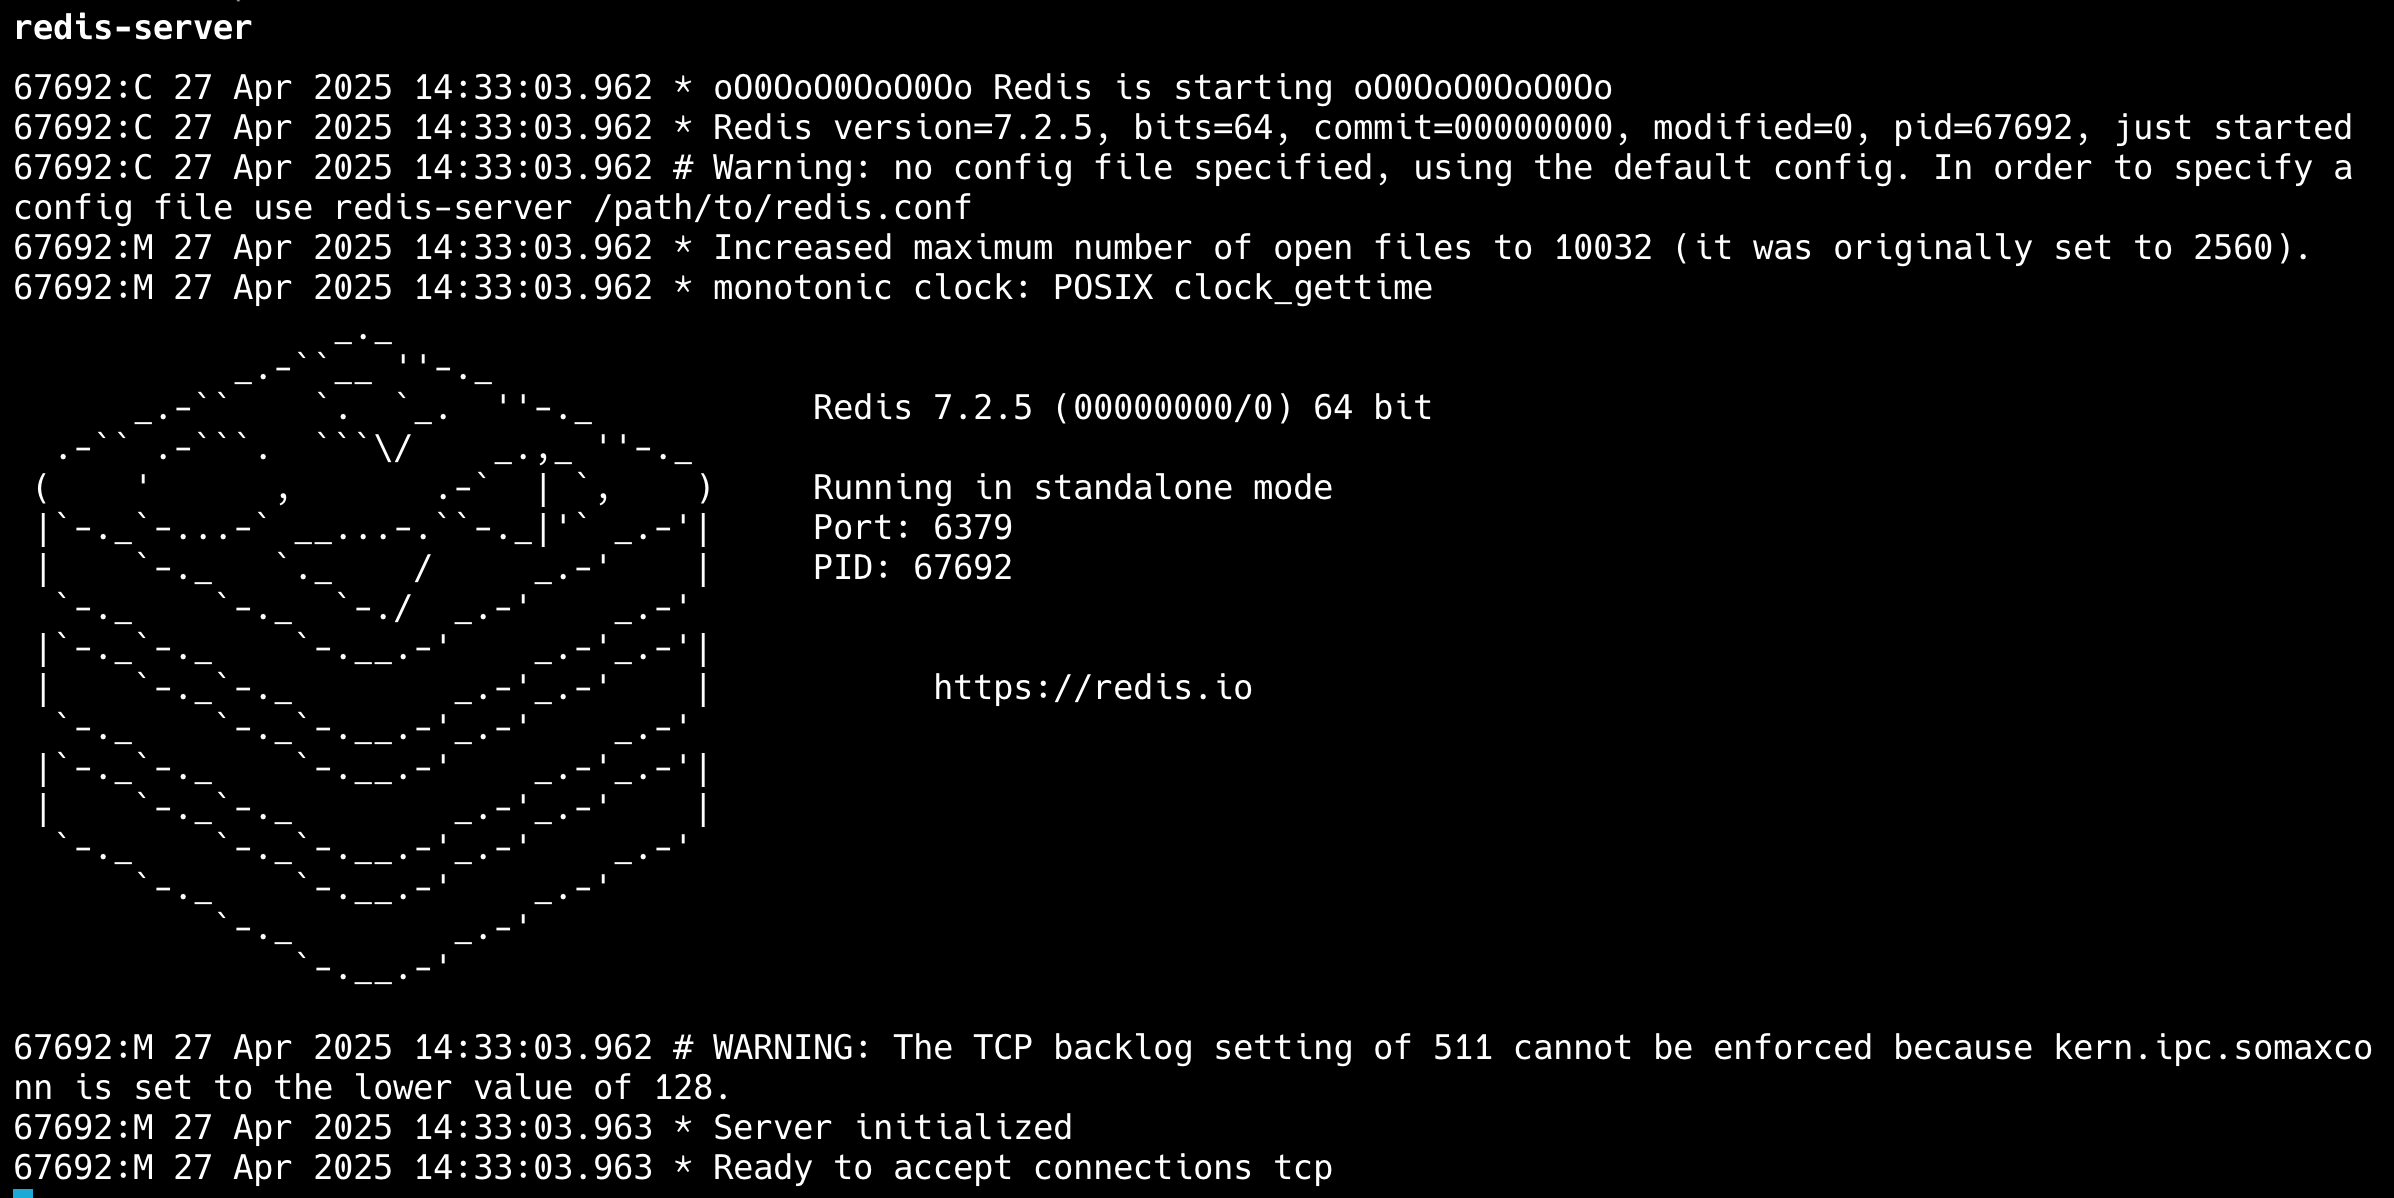 redis-server
67692:C 27 Apr 2025 14:33:03.962 * oO0OoO0OoO0Oo Redis is starting oO0OoO0OoO0Oo
67692:C 27 Apr 2025 14:33:03.962 * Redis version=7.2.5, bits=64, commit=00000000, modified=0, pid=67692, just started
67692:C 27 Apr 2025 14:33:03.962 # Warning: no config file specified, using the default config. In order to specify a
config file use redis-server /path/to/redis.conf
67692:M 27 Apr 2025 14:33:03.962 * Increased maximum number of open files to 10032 (it was originally set to 2560).
67692:M 27 Apr 2025 14:33:03.962 * monotonic clock: POSIX clock_gettime
Redis 7.2.5 (00000000/0) 64 bit
Running in standalone mode
Port: 6379
PID: 67692
https://redis.io
67692:M 27 Apr 2025 14:33:03.962 # WARNING: The TCP backlog setting of 511 cannot be enforced because kern.ipc.somaxco
nn is set to the lower value of 128.
67692:M 27 Apr 2025 14:33:03.963 * Server initialized
67692:M 27 Apr 2025 14:33:03.963 * Ready to accept connections tcp